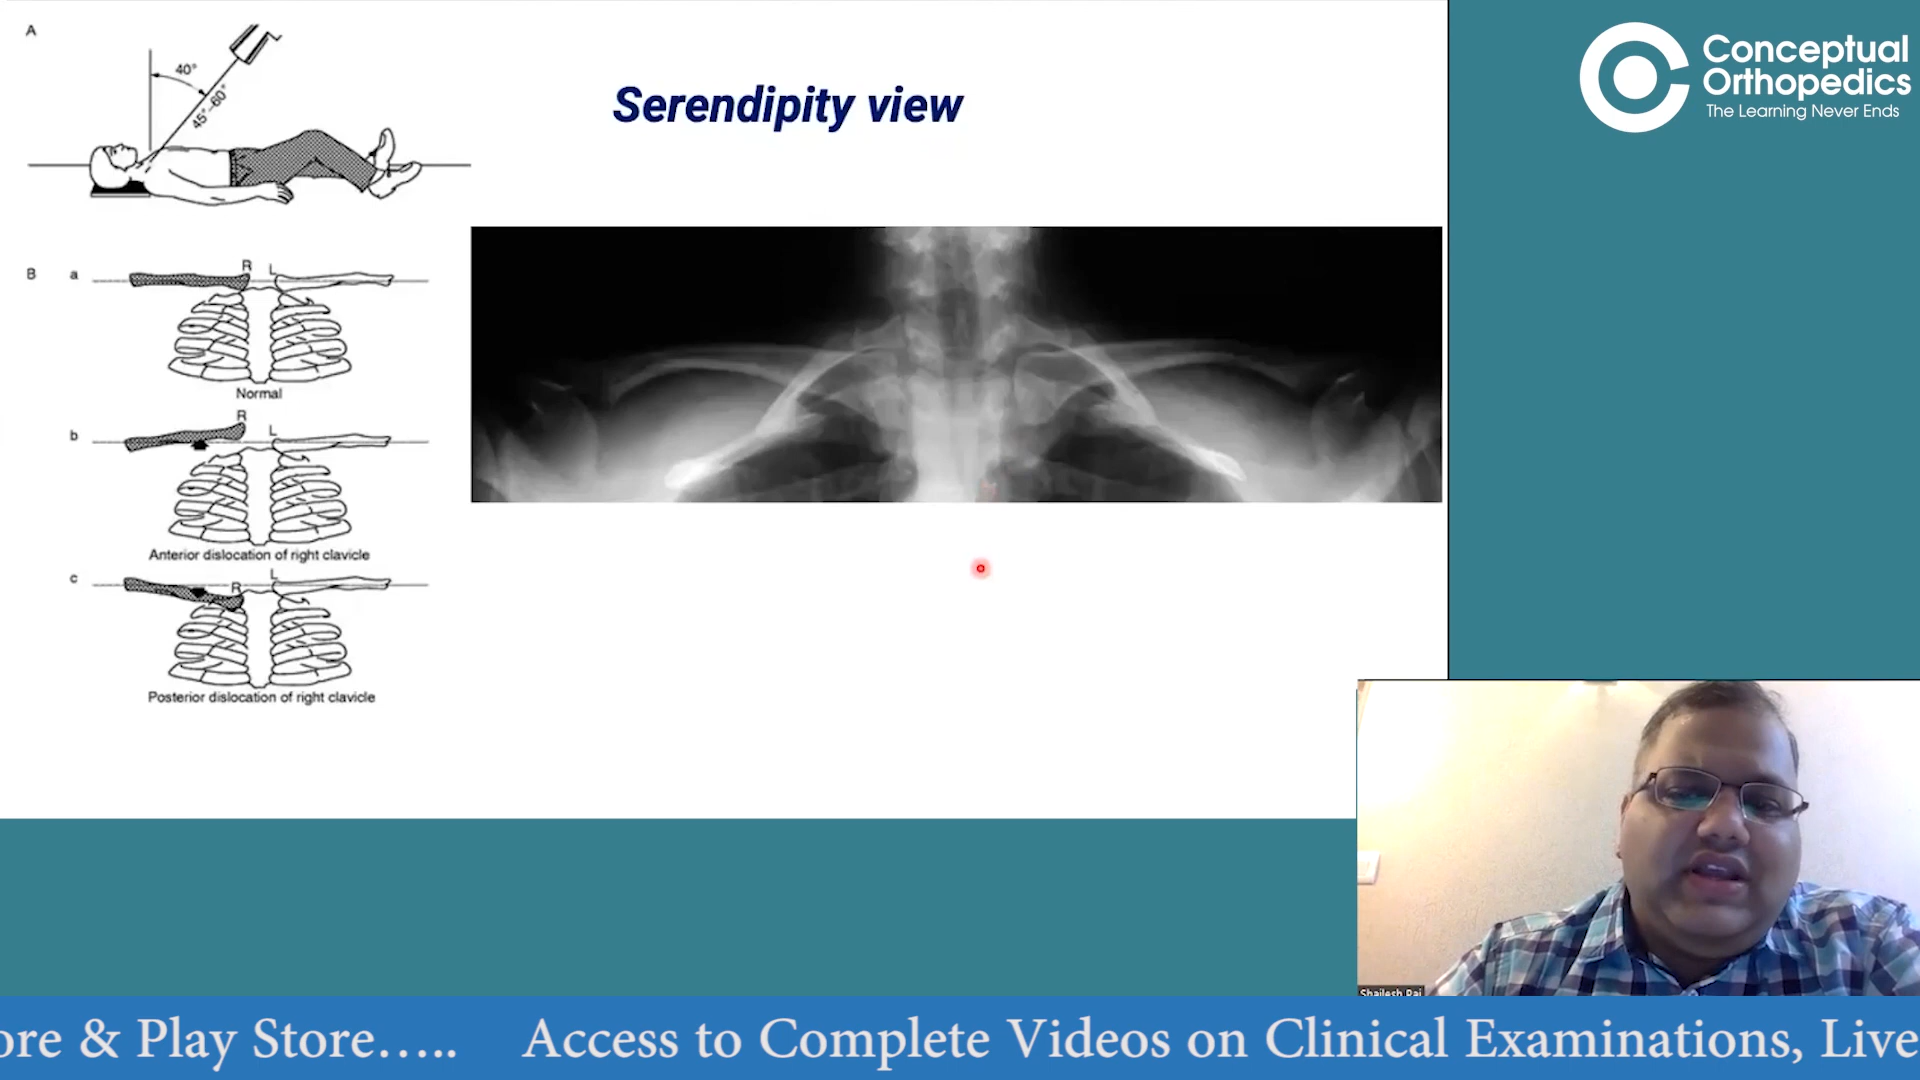 A
40°
45°-60°
Serendipity view
Conceptual
Orthopedics
The Learning Never Ends
B
a
R
L
Normal
b
R
L
Anterior dislocation of right clavicle
c
R
L
Posterior dislocation of right clavicle
Shailesh Pai
ore & Play Store..... Access to Complete Videos on Clinical Examinations, Live